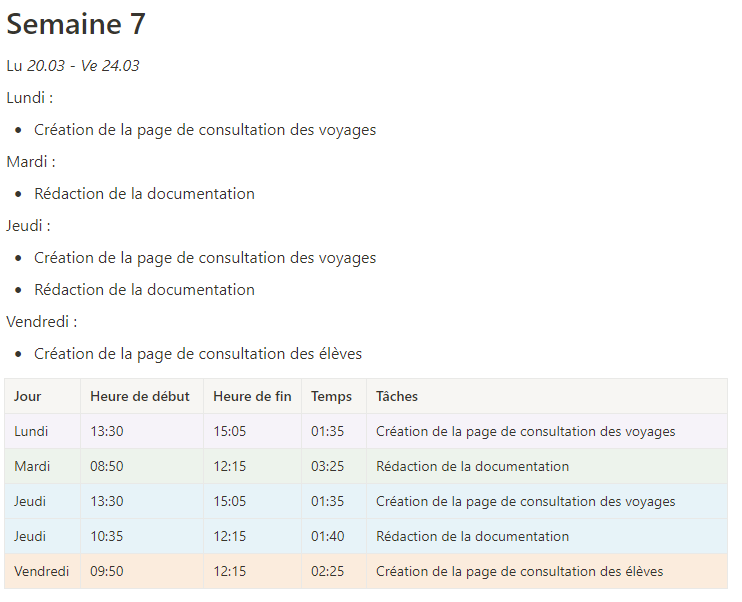 Semaine 7
Lu 20.03 - Ve 24.03
Lundi :
• Création de la page de consultation des voyages
Mardi :
• Rédaction de la documentation
Jeudi :
• Création de la page de consultation des voyages
• Rédaction de la documentation
Vendredi :
• Création de la page de consultation des élèves
Jour Heure de début Heure de fin Temps Tâches
Lundi 13:30 15:05 01:35 Création de la page de consultation des voyages
Mardi 08:50 12:15 03:25 Rédaction de la documentation
Jeudi 13:30 15:05 01:35 Création de la page de consultation des voyages
Jeudi 10:35 12:15 01:40 Rédaction de la documentation
Vendredi 09:50 12:15 02:25 Création de la page de consultation des élèves